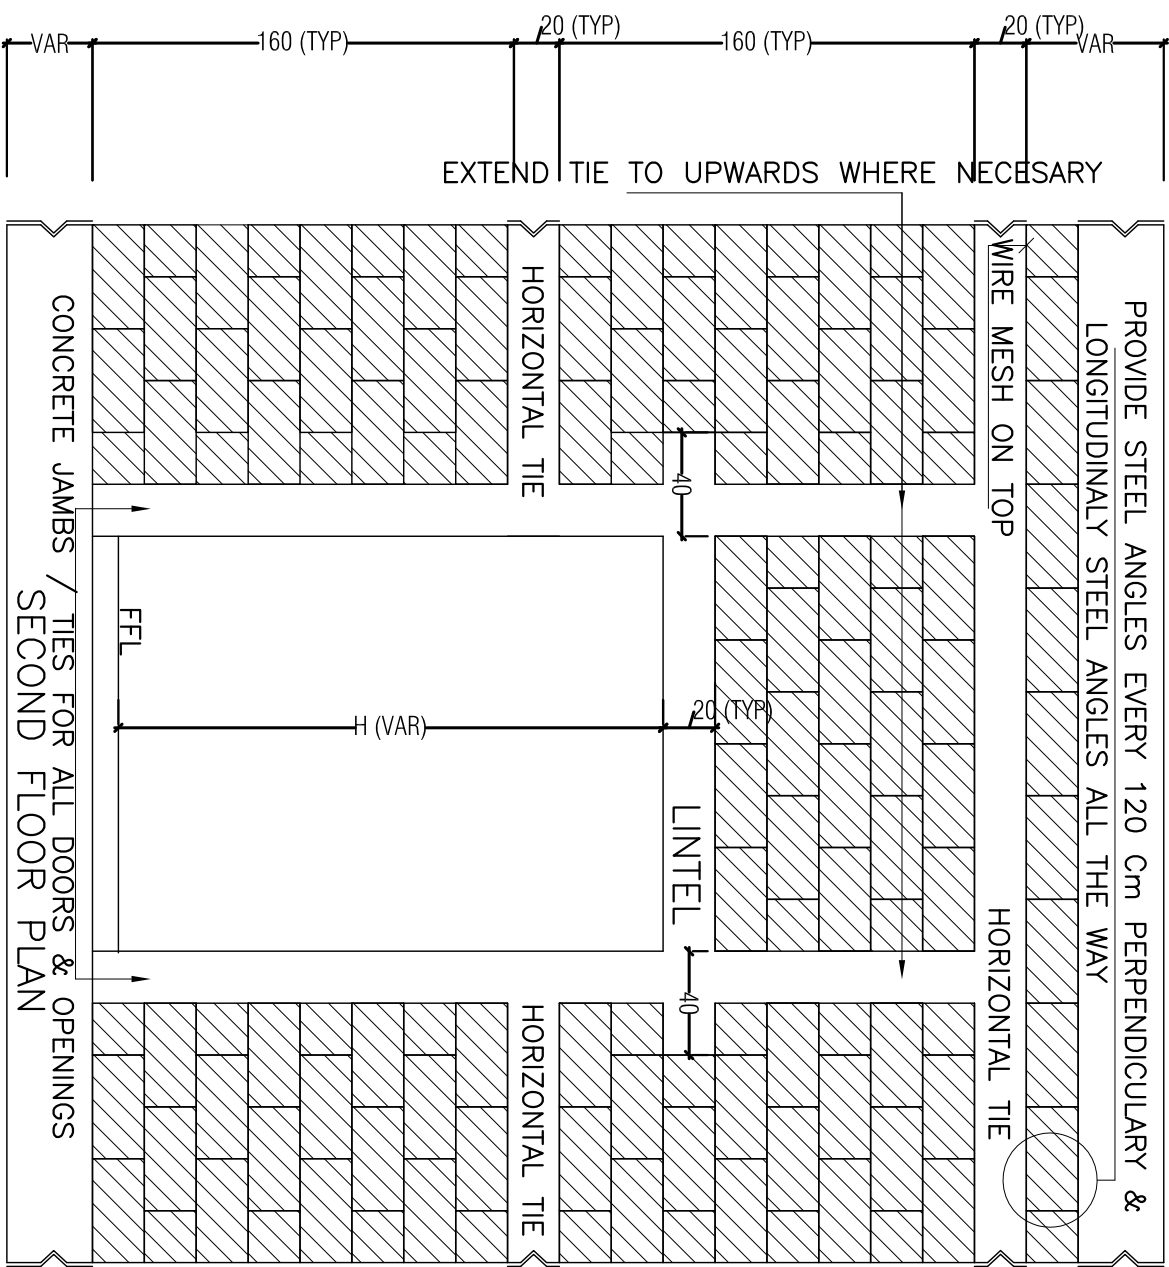 VAR
160 (TYP)
20 (TYP)
160 (TYP)
20 (TYP)
VAR
EXTEND TIE TO UPWARDS WHERE NECESARY
PROVIDE STEEL ANGLES EVERY 120 Cm PERPENDICULARY &
LONGITUDINALY STEEL ANGLES ALL THE WAY
WIRE MESH ON TOP
HORIZONTAL TIE
HORIZONTAL TIE
HORIZONTAL TIE
40
40
20 (TYP)
H (VAR)
LINTEL
FFL
CONCRETE JAMBS / TIES FOR ALL DOORS & OPENINGS
SECOND FLOOR PLAN